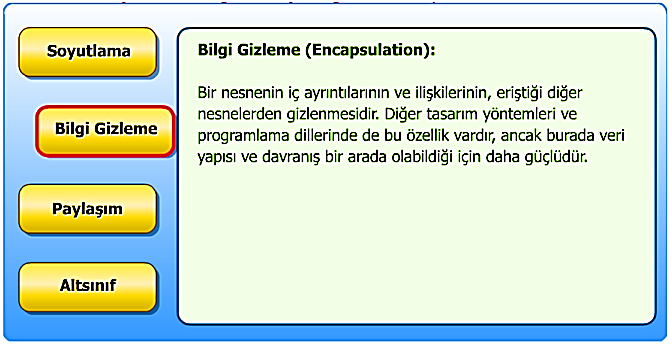 Soyutlama
Bilgi Gizleme
Paylaşım
Altsınıf
Bilgi Gizleme (Encapsulation):
Bir nesnenin iç ayrıntılarının ve ilişkilerinin, eriştiği diğer
nesnelerden gizlenmesidir. Diğer tasarım yöntemleri ve
programlama dillerinde de bu özellik vardır, ancak burada veri
yapısı ve davranış bir arada olabildiği için daha güçlüdür.